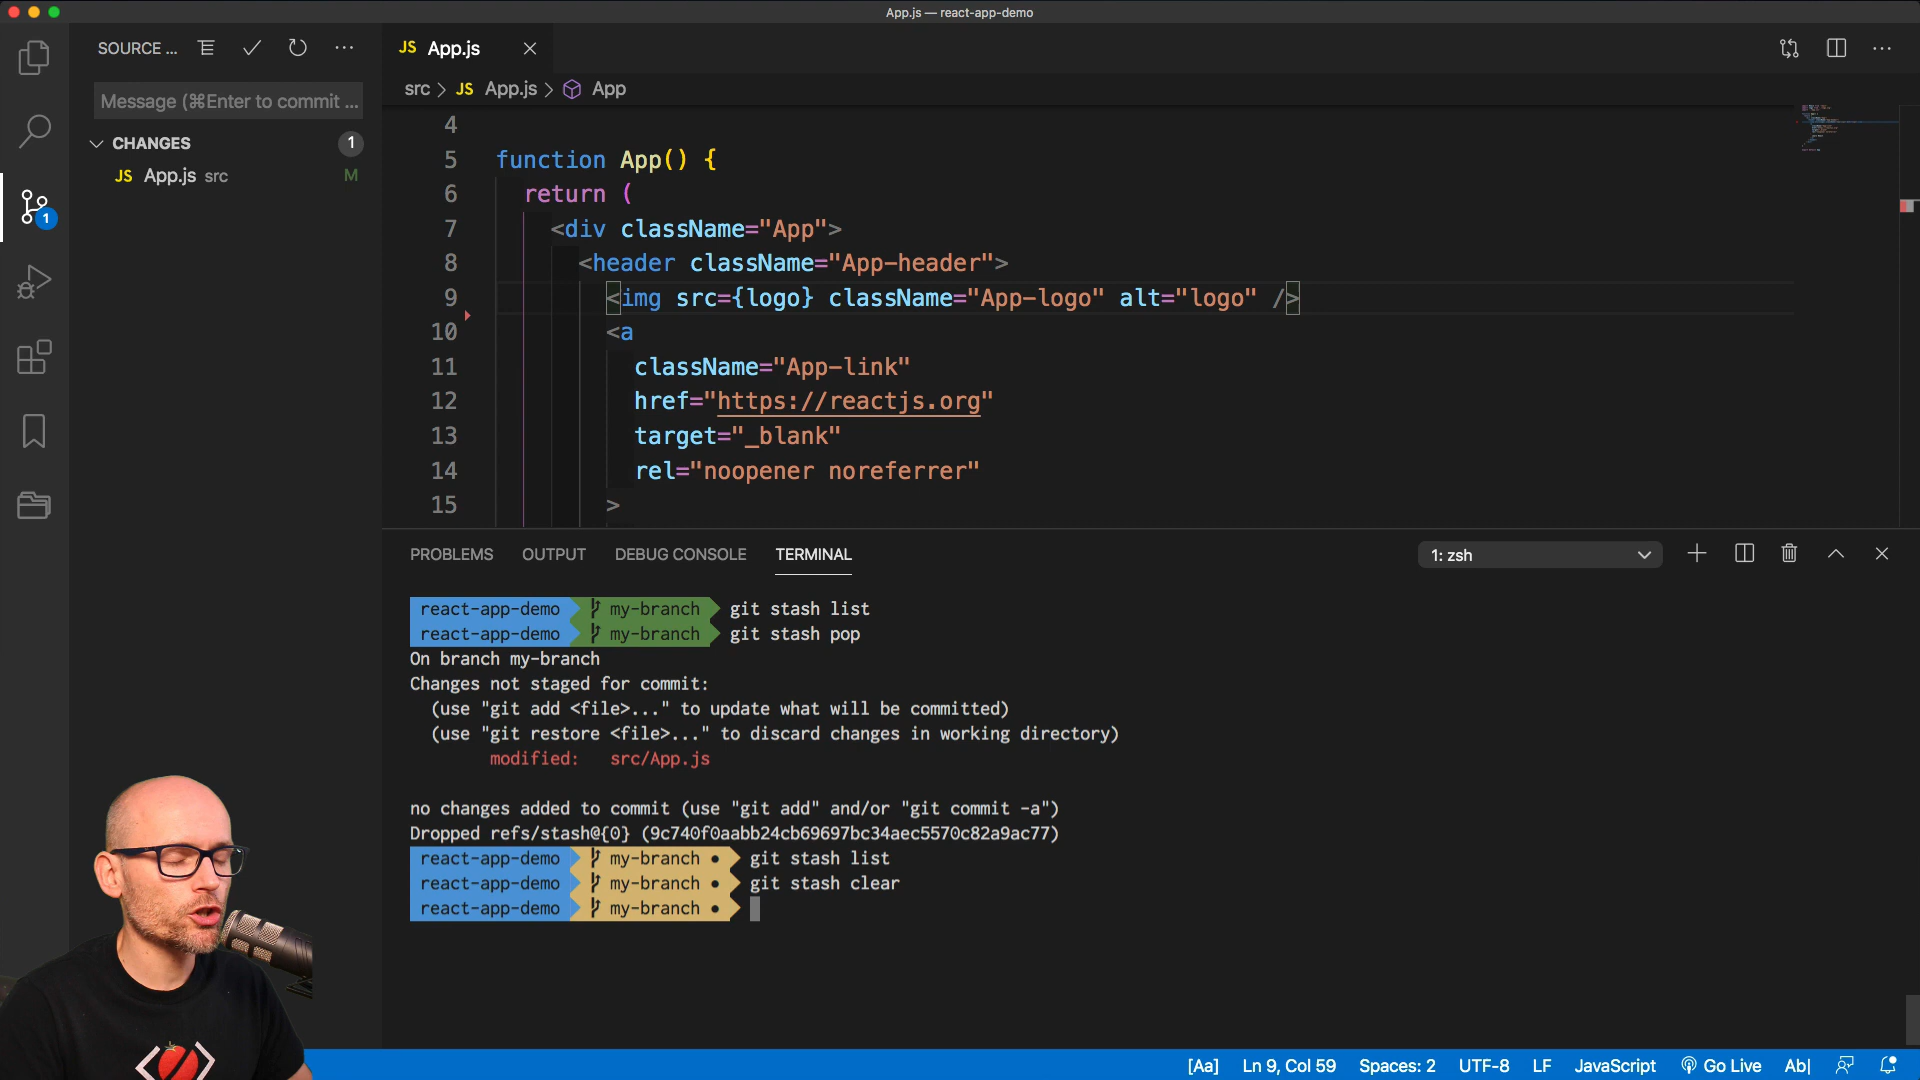 App.js — react-app-demo
SOURCE ...
JS App.js
src > JS App.js > App
Message (⌘Enter to commit ...
CHANGES 1
JS App.js src M
1
4
5 function App() {
6 return (
7 <div className="App">
8 <header className="App-header">
9 <img src={logo} className="App-logo" alt="logo" />
10 <a
11 className="App-link"
12 href="https://reactjs.org"
13 target="_blank"
14 rel="noopener noreferrer"
15 >
PROBLEMS OUTPUT DEBUG CONSOLE TERMINAL 1: zsh
react-app-demo my-branch git stash list
react-app-demo my-branch git stash pop
On branch my-branch
Changes not staged for commit:
(use "git add <file>..." to update what will be committed)
(use "git restore <file>..." to discard changes in working directory)
modified: src/App.js
no changes added to commit (use "git add" and/or "git commit -a")
Dropped refs/stash@{0} (9c740f0aabb24cb69697bc34aec5570c82a9ac77)
react-app-demo my-branch • git stash list
react-app-demo my-branch • git stash clear
react-app-demo my-branch •
[Aa] Ln 9, Col 59 Spaces: 2 UTF-8 LF JavaScript Go Live Ab|